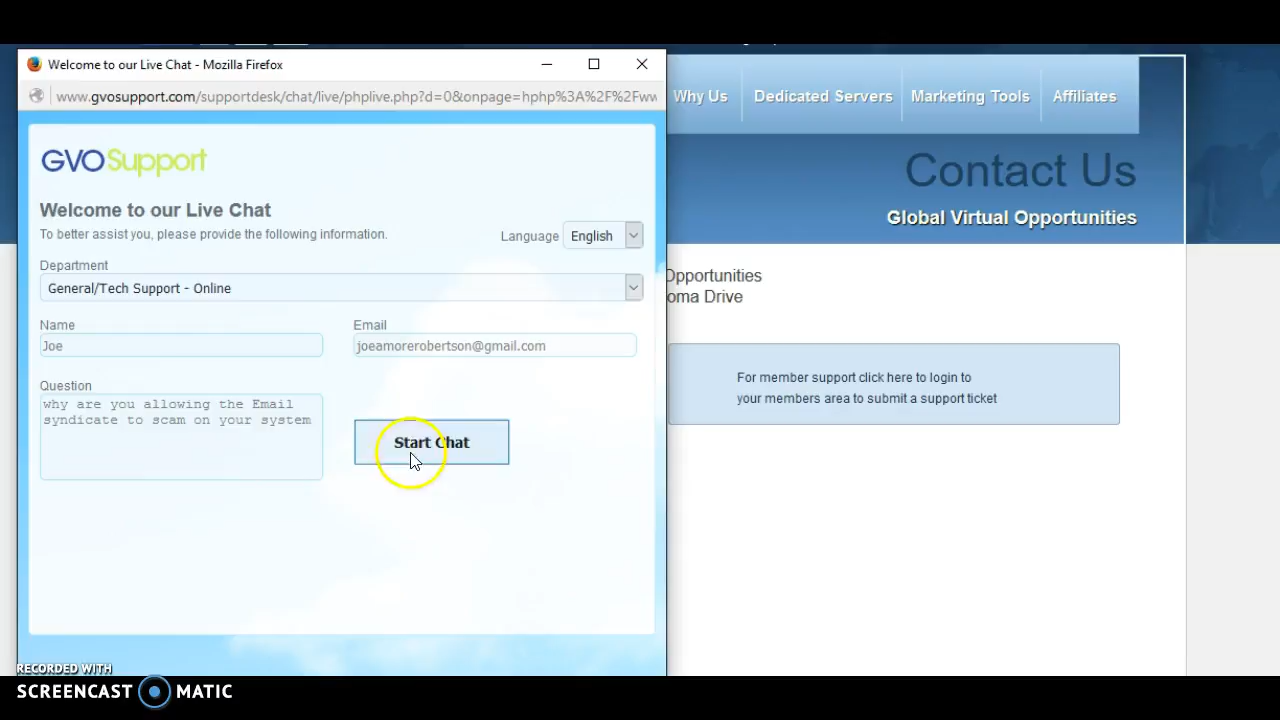 Welcome to our Live Chat - Mozilla Firefox
www.gvosupport.com/supportdesk/chat/live/phplive.php?d=0&onpage=hphp%3A%2F%2Fww
GVOSupport
Welcome to our Live Chat
To better assist you, please provide the following information.
Language English
Department
General/Tech Support - Online
Name
Joe
Email
joeamorerobertson@gmail.com
Question
why are you allowing the Email
syndicate to scam on your system
Start Chat
Why Us
Dedicated Servers
Marketing Tools
Affiliates
Contact Us
Global Virtual Opportunities
Opportunities
oma Drive
For member support click here to login to
your members area to submit a support ticket
RECORDED WITH
SCREENCAST MATIC